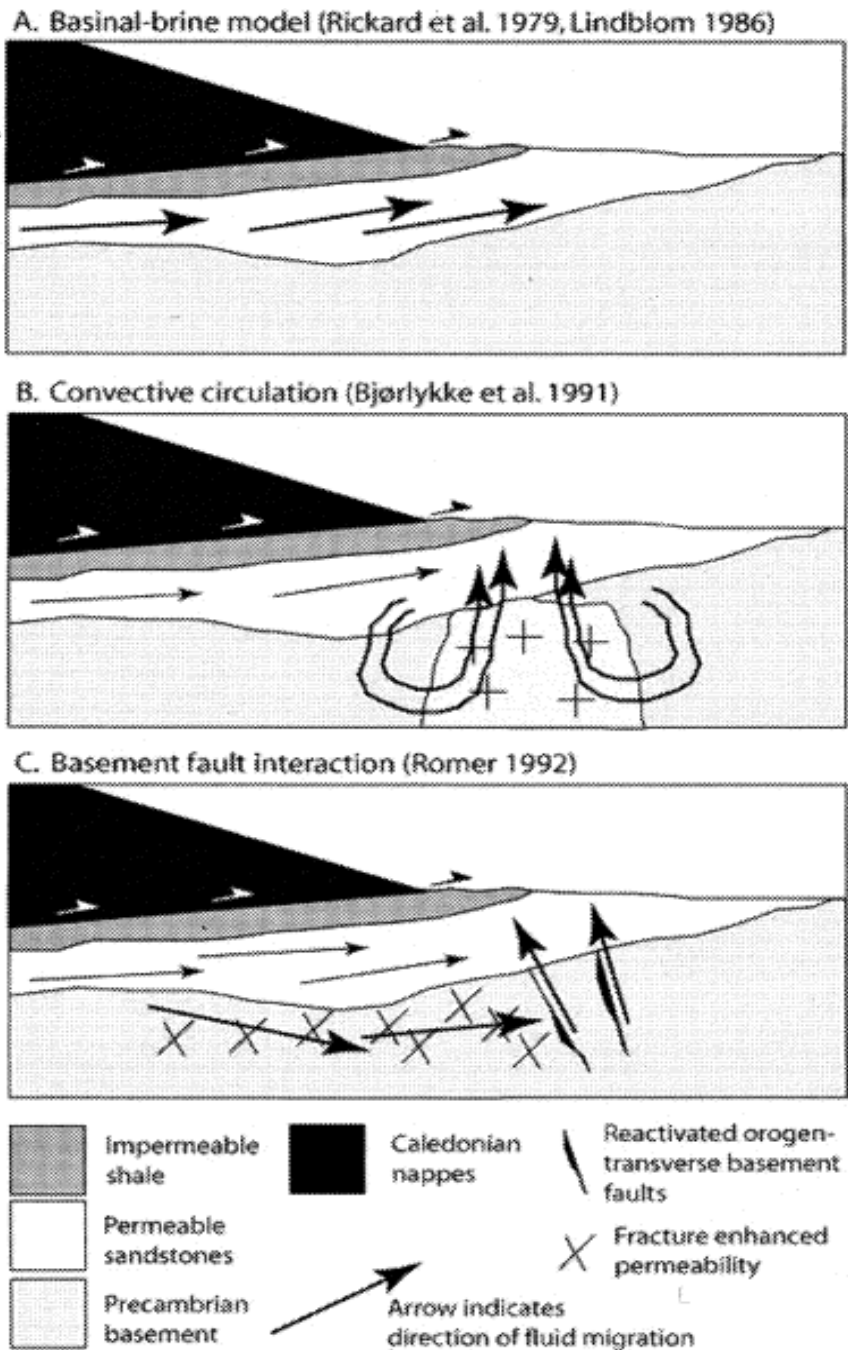 A. Basinal-brine model (Rickard et al. 1979, Lindblom 1986)
B. Convective circulation (Bjørlykke et al. 1991)
C. Basement fault interaction (Romer 1992)
Impermeable
shale
Caledonian
nappes
Reactivated orogen-
transverse basement
faults
Permeable
sandstones
Fracture enhanced
permeability
Precambrian
basement
Arrow indicates
direction of fluid migration